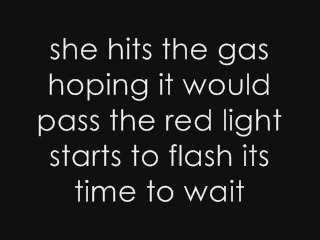 she hits the gas
hoping it would
pass the red light
starts to flash its
time to wait